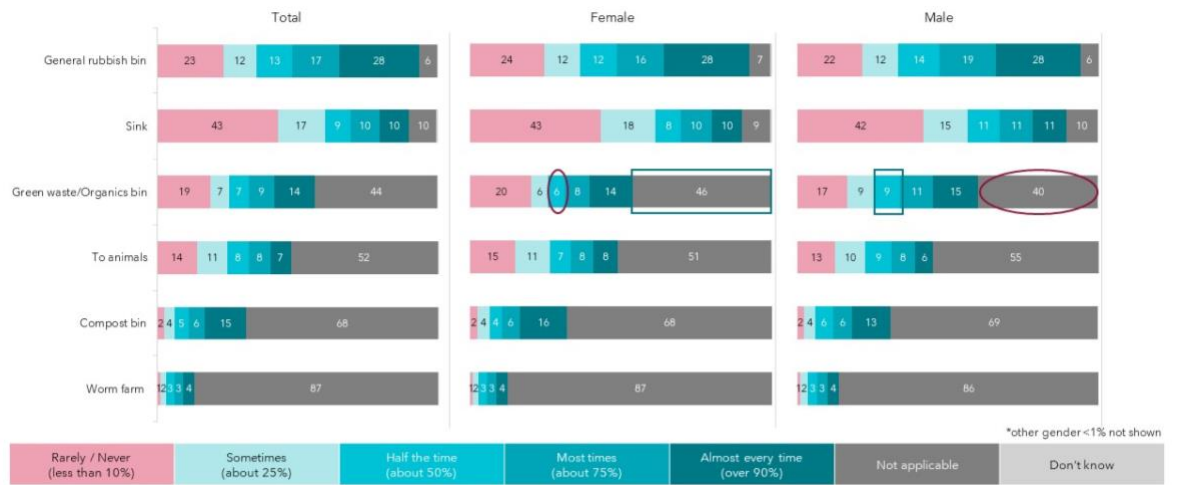 Total Female Male
General rubbish bin 23 12 13 17 28 6 24 12 12 16 28 7 22 12 14 19 28 6
Sink 43 17 9 10 10 10 43 18 8 10 10 9 42 15 11 11 11 10
Green waste/Organics bin 19 7 7 9 14 44 20 6 6 8 14 46 17 9 9 11 15 40
To animals 14 11 8 8 7 52 15 11 7 8 8 51 13 10 9 8 6 55
Compost bin 2 4 5 6 15 68 2 4 4 6 16 68 2 4 6 6 13 69
Worm farm 1 2 3 3 4 87 1 2 3 3 4 87 1 2 3 3 4 86
*other gender<1% not shown
Rarely / Never Sometimes Half the time Most times Almost every time Not applicable Don't know
(less than 10%) (about 25%) (about 50%) (about 75%) (over 90%)